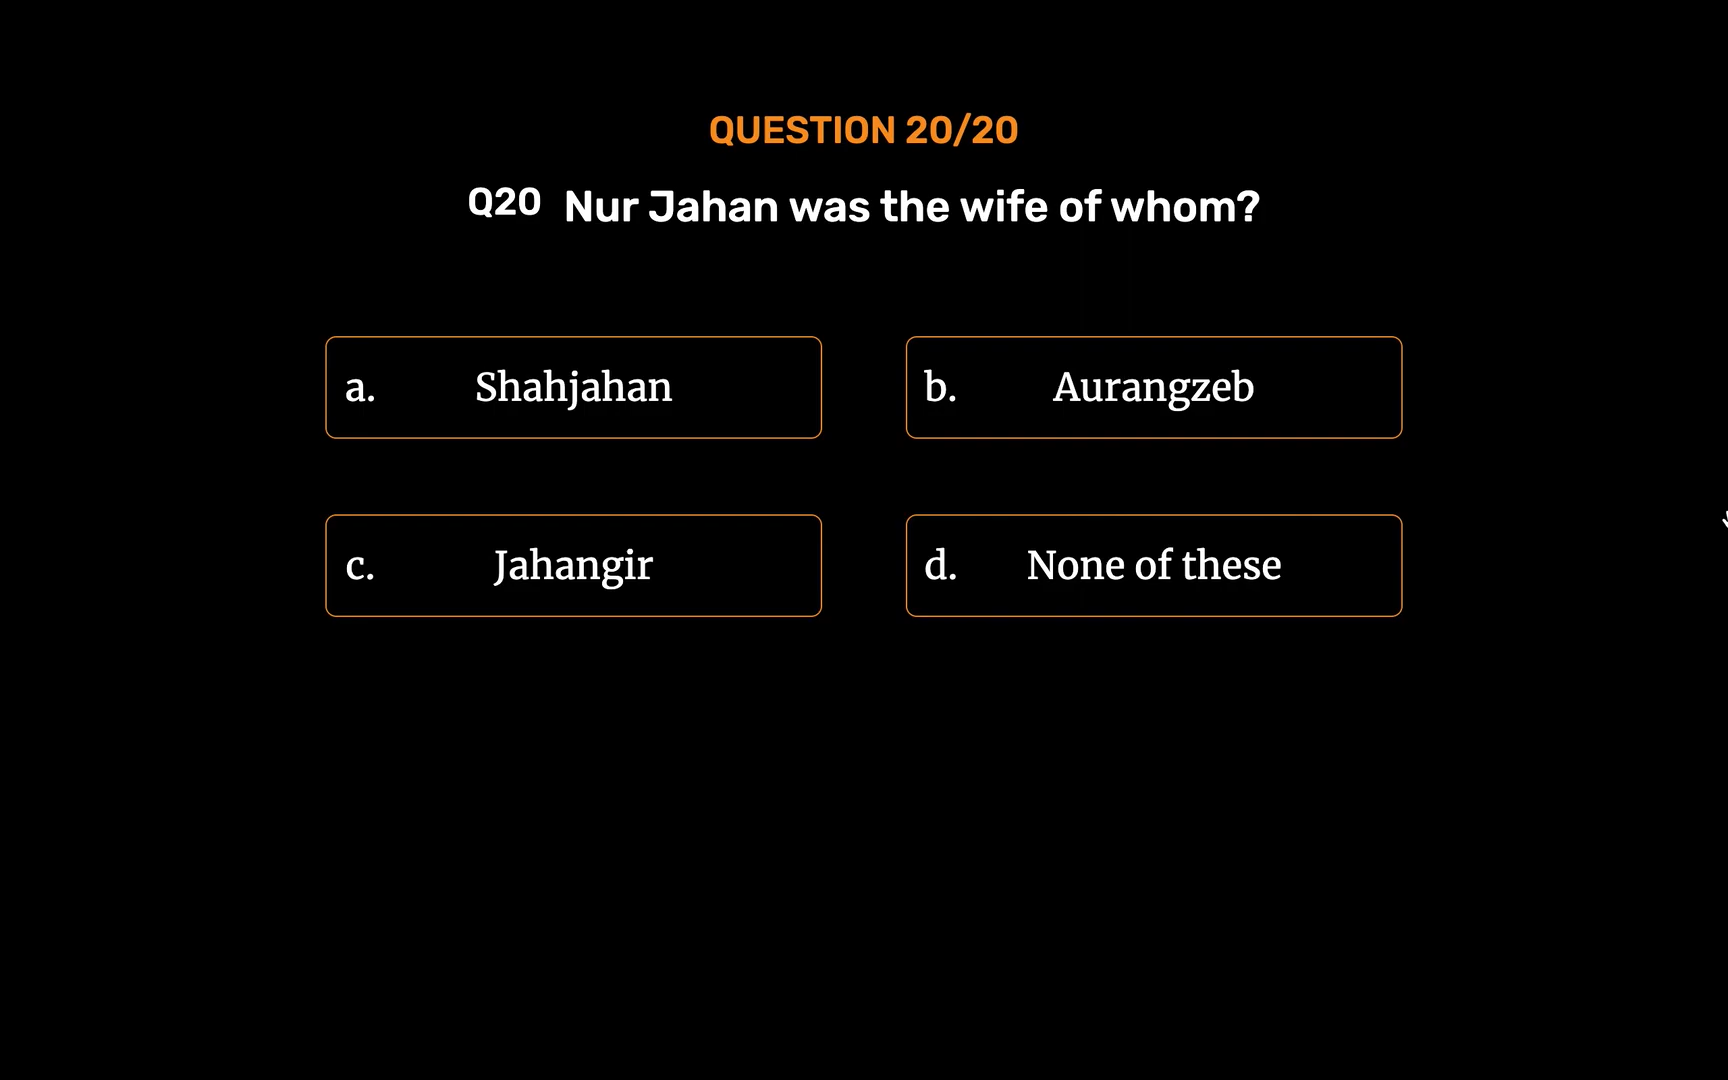 QUESTION 20/20
Q20 Nur Jahan was the wife of whom?
a. Shahjahan
b. Aurangzeb
c. Jahangir
d. None of these